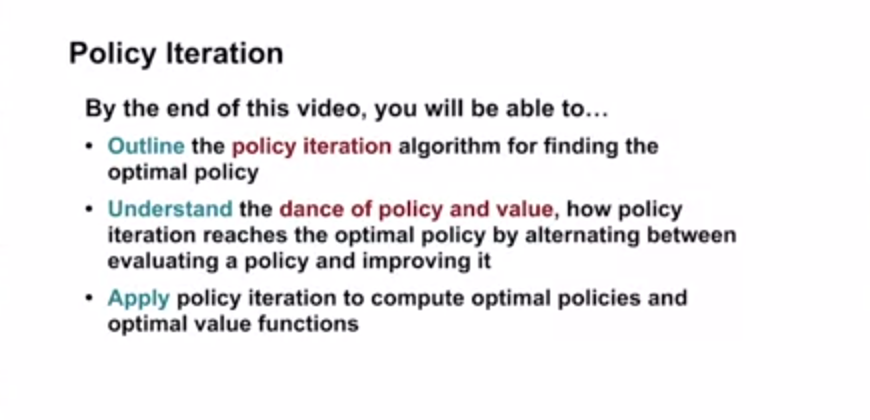 Policy Iteration
By the end of this video, you will be able to...
• Outline the policy iteration algorithm for finding the
optimal policy
• Understand the dance of policy and value, how policy
iteration reaches the optimal policy by alternating between
evaluating a policy and improving it
• Apply policy iteration to compute optimal policies and
optimal value functions